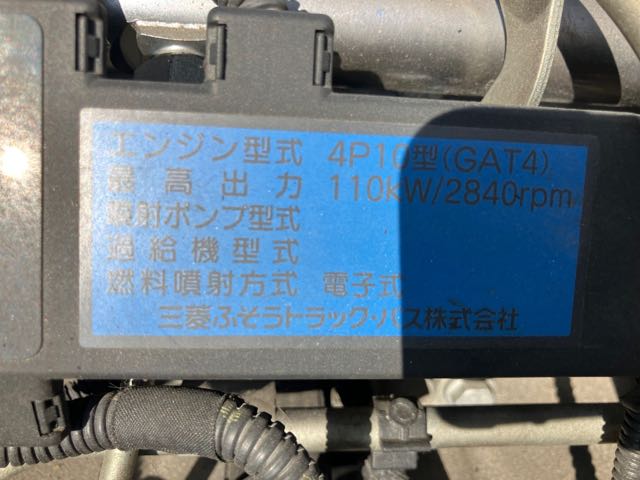 エンジン型式 4P10型(GAT4)
最高出力 110kW/2840rpm
噴射ポンプ型式
過給機型式
燃料噴射方式 電子式
三菱ふそうトラック・バス株式会社